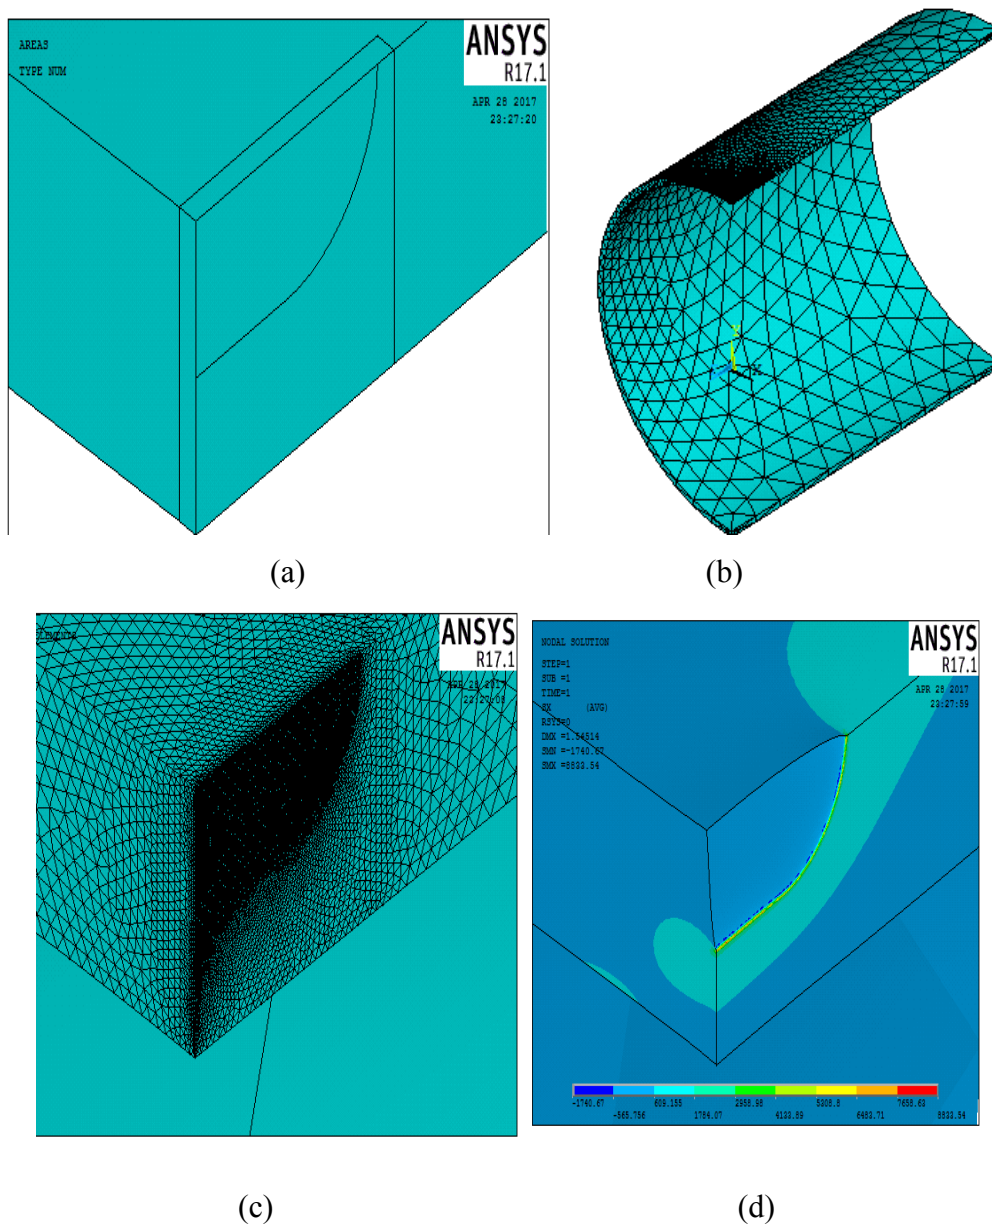 AREAS
TYPE NUM
ANSYS
R17.1
APR 28 2017
23:27:20
Y
X
(a)
(b)
ANSYS
R17.1
APR 28 2017
(c)
NODAL SOLUTION
STEP=1
SUB =1
TIME=1
SX (AVG)
RSYS=0
DMX =1.54514
SMN =-1740.67
SMX =8833.54
ANSYS
R17.1
APR 28 2017
23:27:59
-1740.67 609.155 2958.98 5308.8 7658.63
-565.756 1784.07 4133.89 6483.71 8833.54
(d)